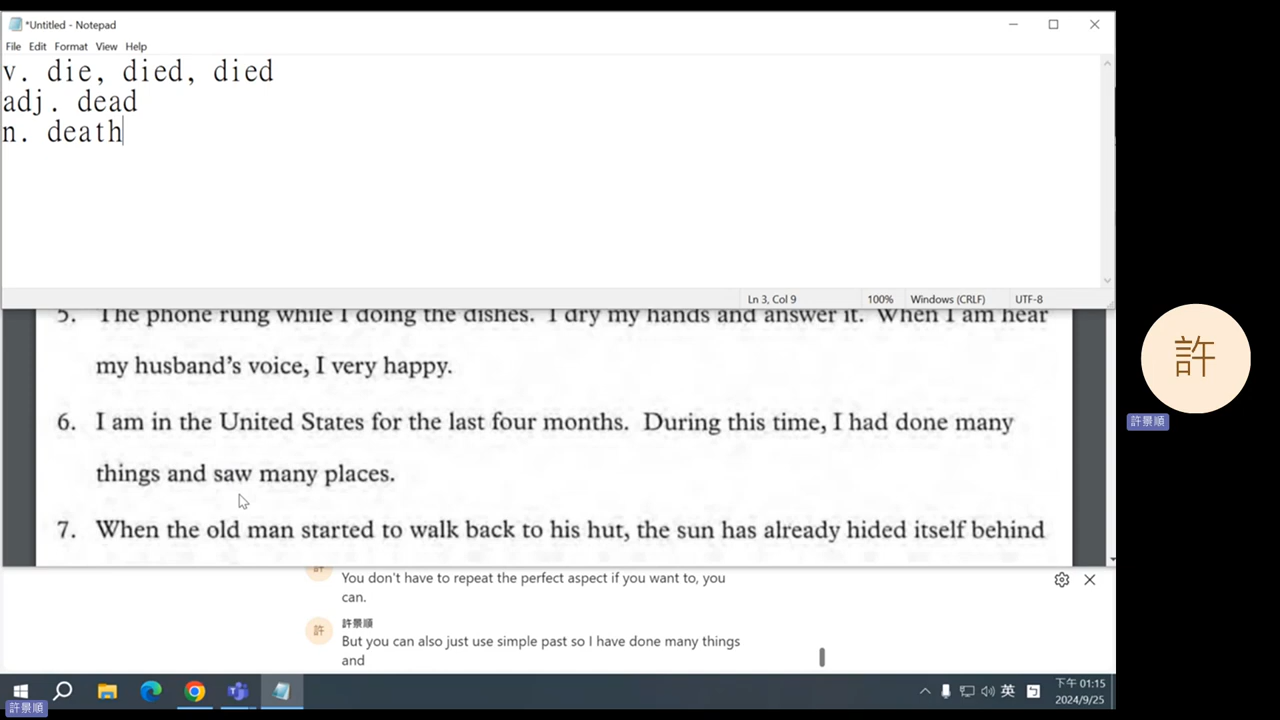 *Untitled - Notepad
File Edit Format View Help
v. die, died, died
adj. dead
n. death
Ln 3, Col 9 100% Windows (CRLF) UTF-8
5. The phone rung while I doing the dishes. I dry my hands and answer it. When I am hear
my husband's voice, I very happy.
6. I am in the United States for the last four months. During this time, I had done many
things and saw many places.
7. When the old man started to walk back to his hut, the sun has already hided itself behind
許
許景順
許
You don't have to repeat the perfect aspect if you want to, you
can.
許
許景順
But you can also just use simple past so I have done many things
and
英
ㄅ
下午 01:15
2024/9/25
許景順